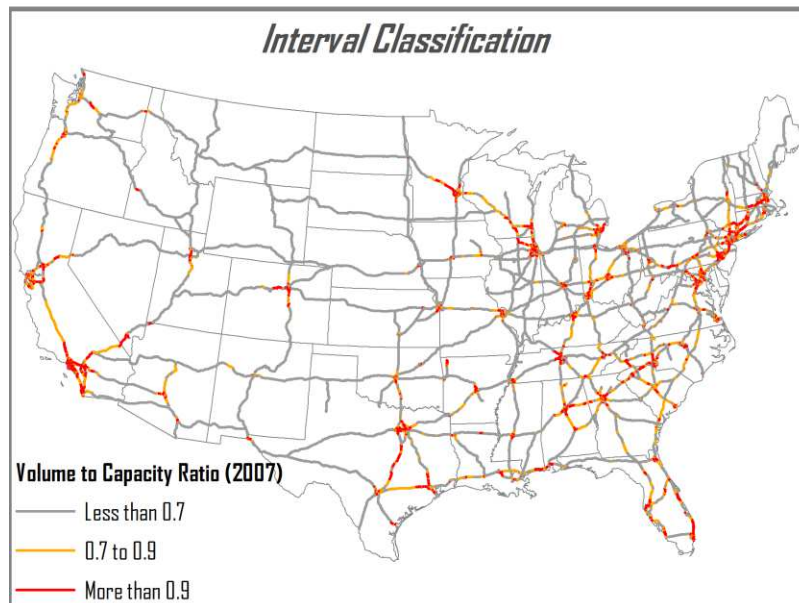 Interval Classification
Volume to Capacity Ratio (2007)
Less than 0.7
0.7 to 0.9
More than 0.9